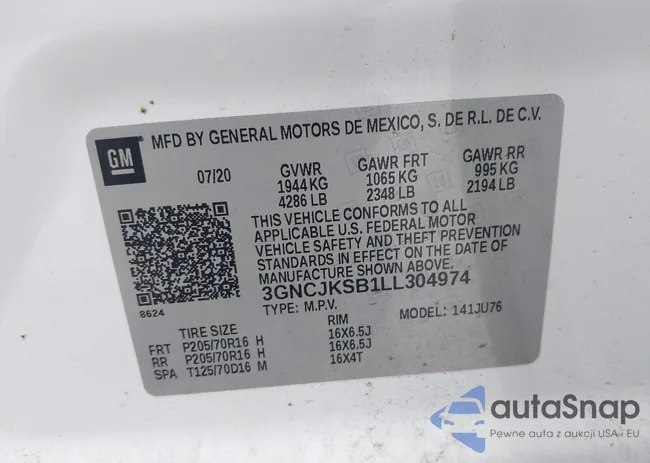 GM
MFD BY GENERAL MOTORS DE MEXICO, S. DE R.L. DE C.V.
07/20 GVWR GAWR FRT GAWR RR
1944 KG 1065 KG 995 KG
4286 LB 2348 LB 2194 LB
THIS VEHICLE CONFORMS TO ALL
APPLICABLE U.S. FEDERAL MOTOR
VEHICLE SAFETY AND THEFT PREVENTION
STANDARDS IN EFFECT ON THE DATE OF
MANUFACTURE SHOWN ABOVE.
3GNCJKSB1LL304974
8624 TYPE: M.P.V. MODEL: 141JU76
TIRE SIZE RIM
FRT P205/70R16 H 16X6.5J
RR P205/70R16 H 16X6.5J
SPA T125/70D16 M 16X4T
autoSnap
Pewne auta z aukcji USA - EU